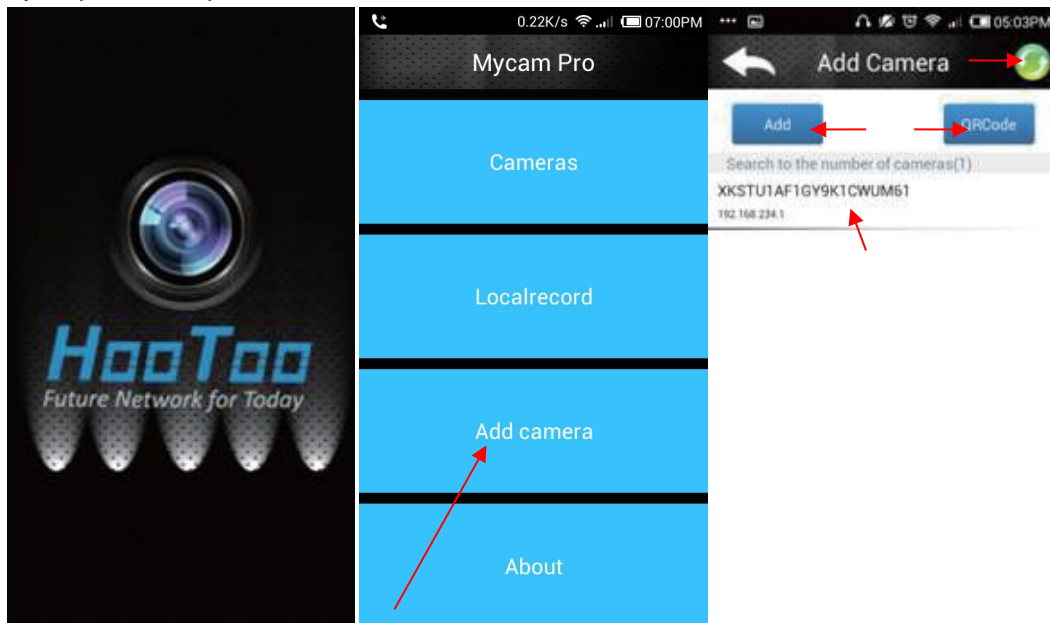 HooToo
Future Network for Today
0.22K/s 07:00PM
Mycam Pro
Cameras
Localrecord
Add camera
About
05:03PM
Add Camera
Add
QRCode
Search to the number of cameras(1)
XKSTU1AF1GY9K1CWUM61
192.168.234.1